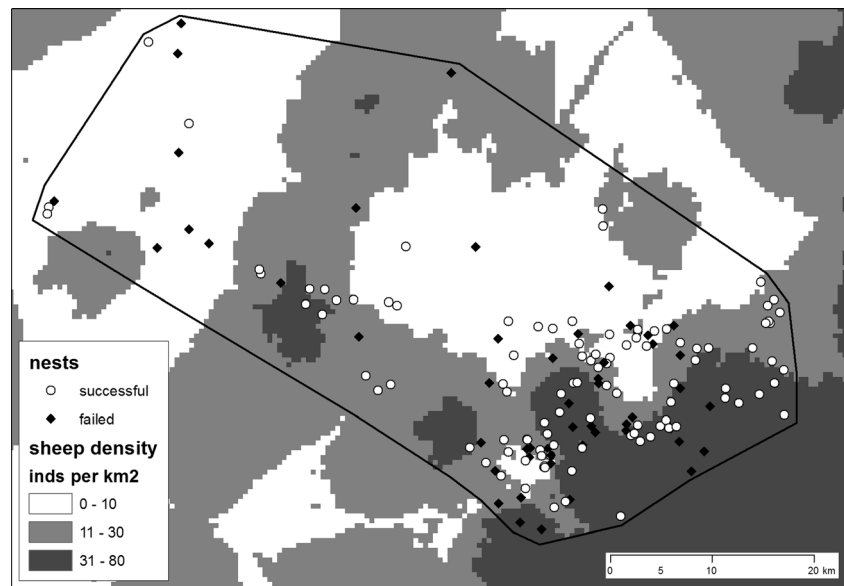 nests
successful
failed
sheep density
inds per km2
0 - 10
11 - 30
31 - 80
0 5 10 20 km